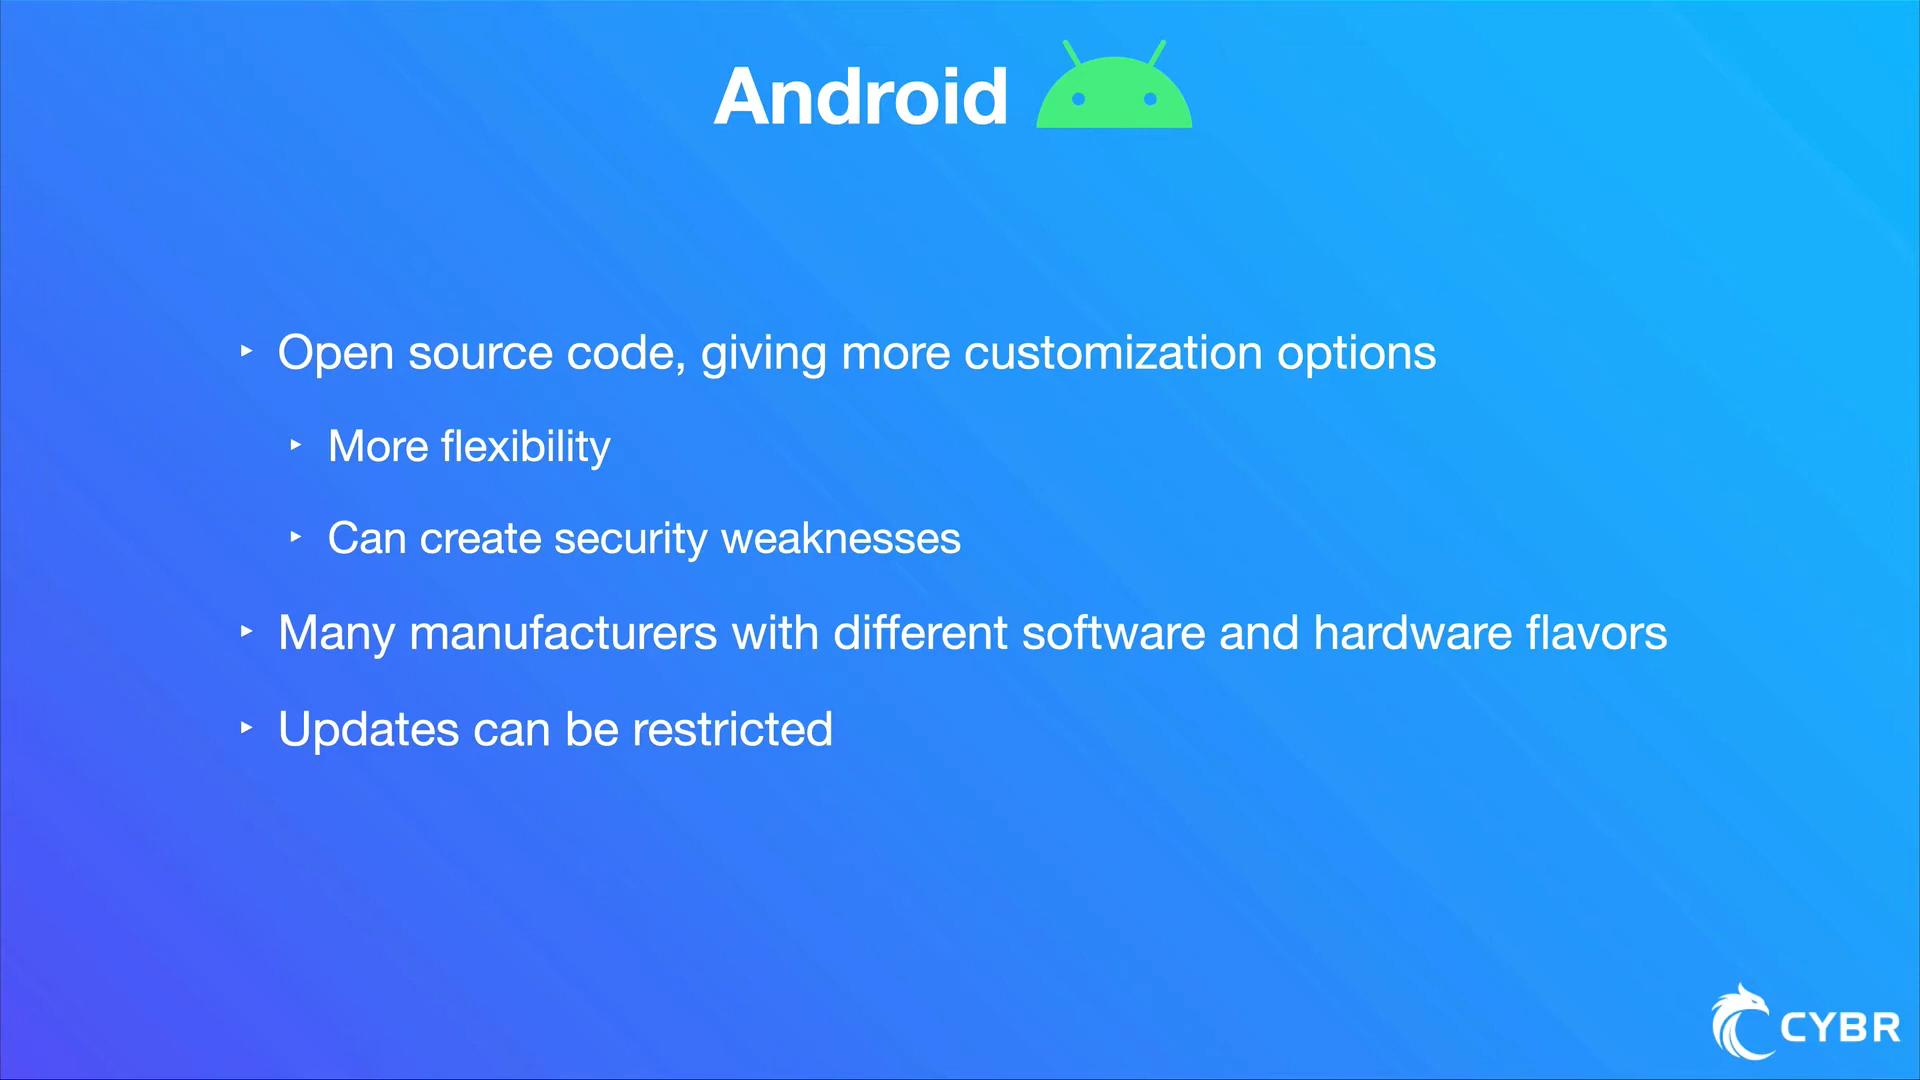 Android
‣ Open source code, giving more customization options
‣ More flexibility
‣ Can create security weaknesses
‣ Many manufacturers with different software and hardware flavors
‣ Updates can be restricted
CYBR